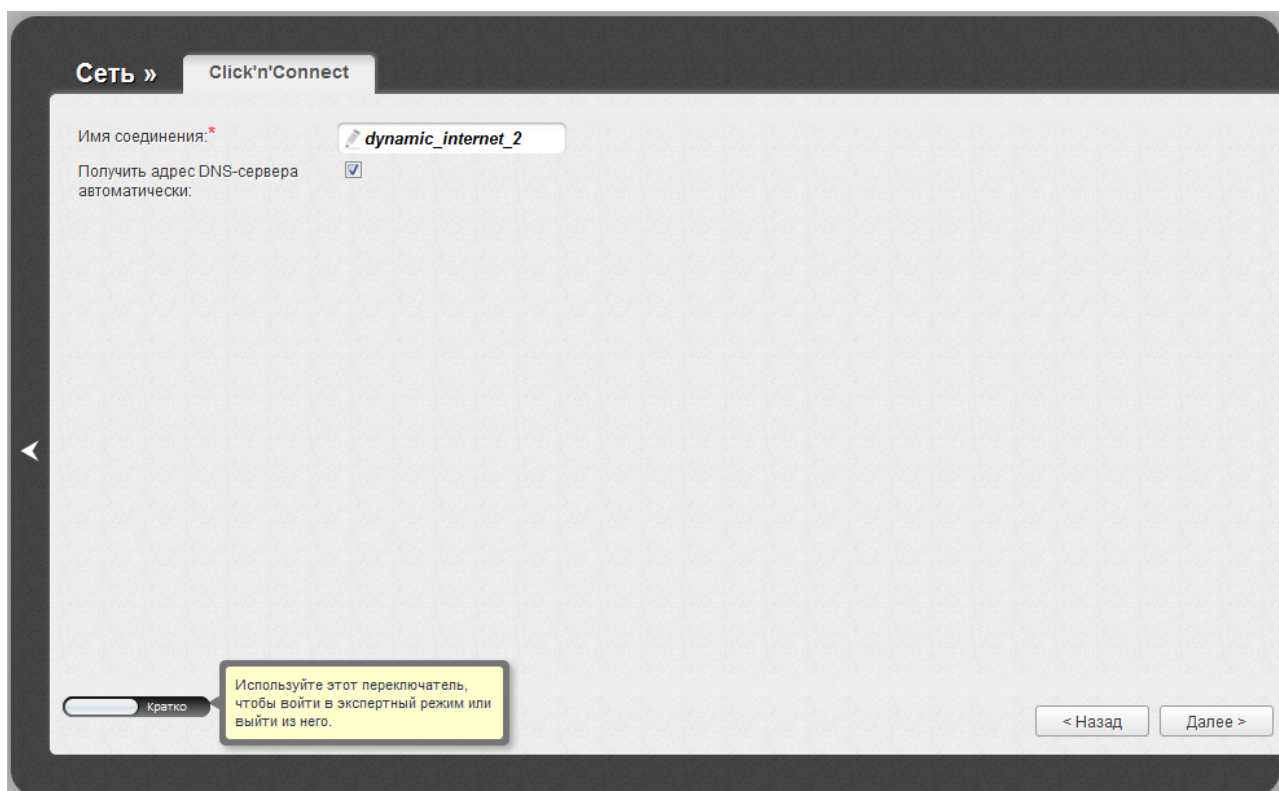 Сеть »
Click'n'Connect
Имя соединения:*
dynamic_internet_2
Получить адрес DNS-сервера
автоматически:
Кратко
Используйте этот переключатель,
чтобы войти в экспертный режим или
выйти из него.
< Назад
Далее >